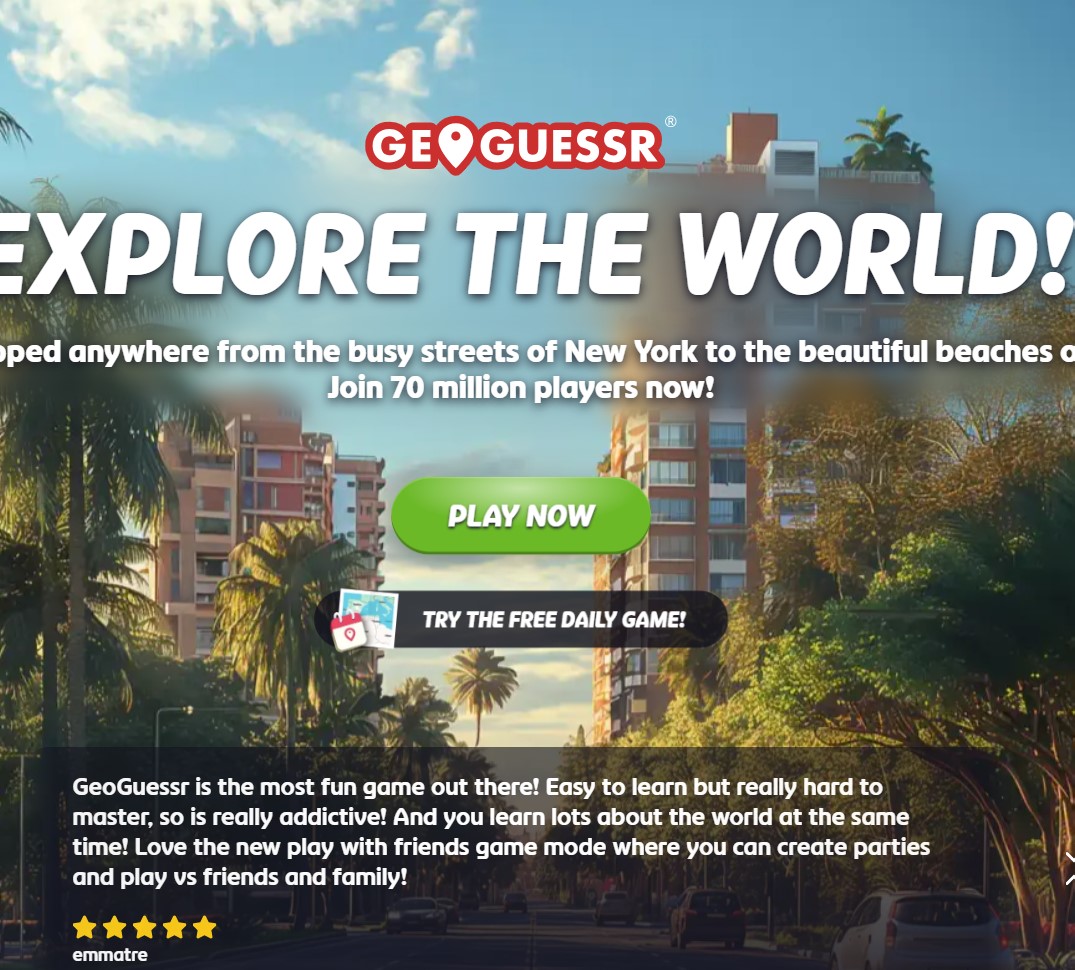 GEOGUESSR®
EXPLORE THE WORLD!
anywhere from the busy streets of New York to the beautiful beaches
Join 70 million players now!
PLAY NOW
TRY THE FREE DAILY GAME!
GeoGuessr is the most fun game out there! Easy to learn but really hard to
master, so is really addictive! And you learn lots about the world at the same
time! Love the new play with friends game mode where you can create parties
and play vs friends and family!
emmatre